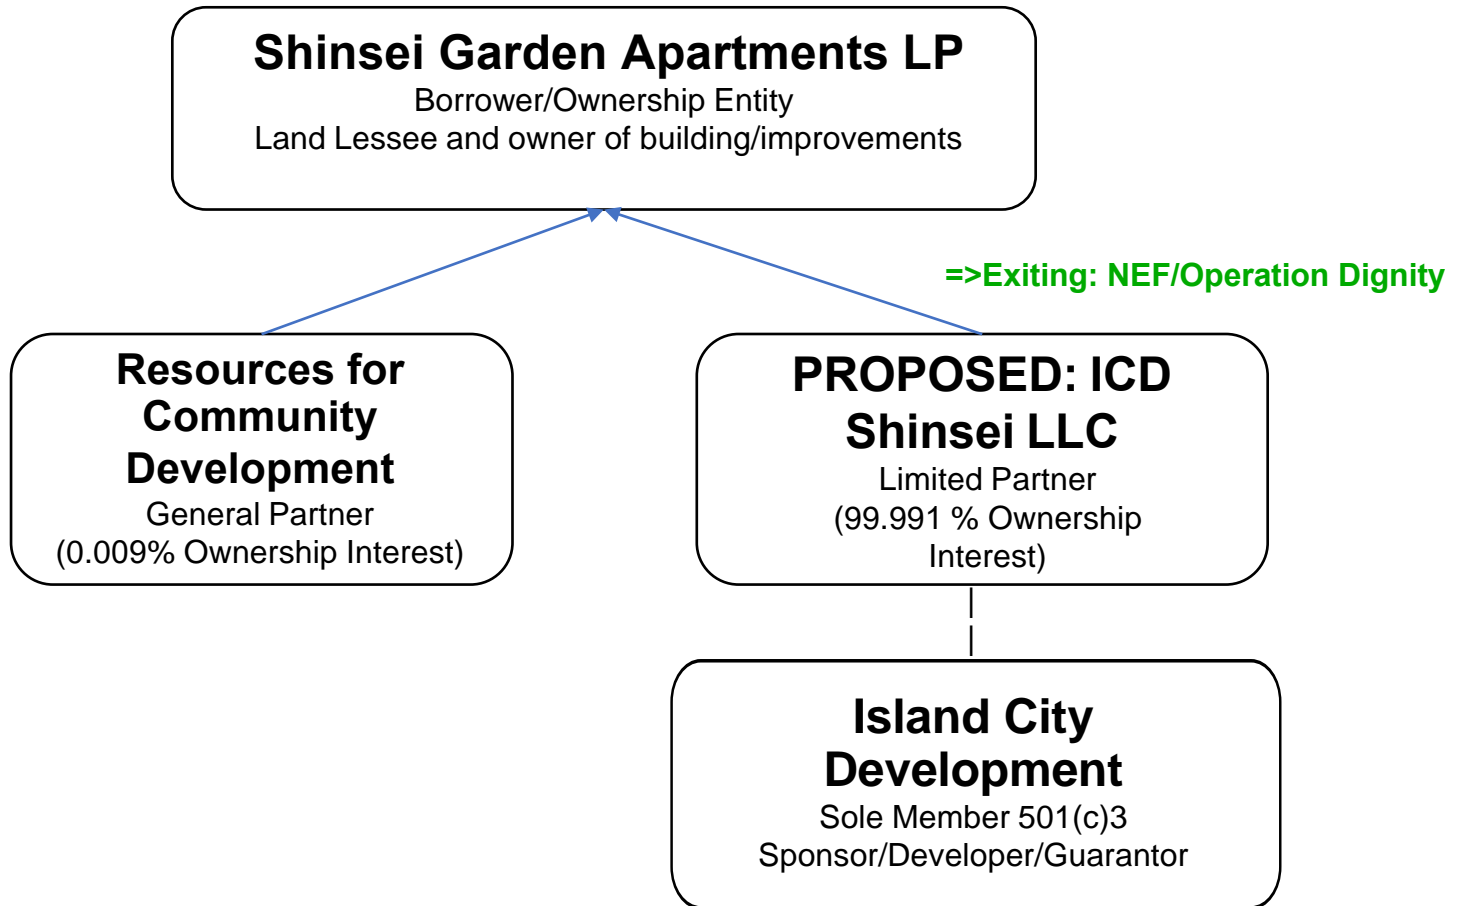 Shinsei Garden Apartments LP
Borrower/Ownership Entity
Land Lessee and owner of building/improvements
=>Exiting: NEF/Operation Dignity
Resources for
Community
Development
General Partner
(0.009% Ownership Interest)
PROPOSED: ICD
Shinsei LLC
Limited Partner
(99.991 % Ownership
Interest)
Island City
Development
Sole Member 501(c)3
Sponsor/Developer/Guarantor